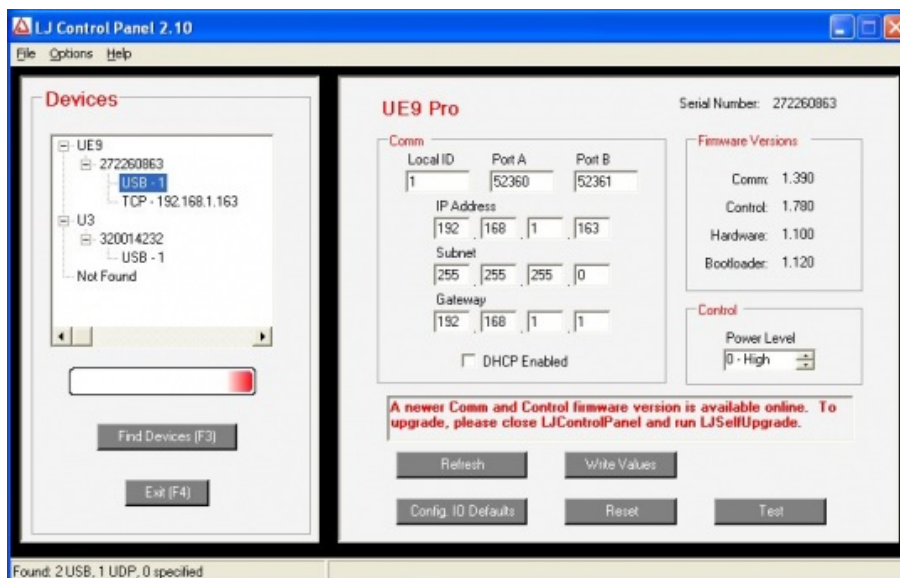 LJ Control Panel 2.10
File Options Help
Devices
UE9
272260863
USB - 1
TCP - 192.168.1.163
U3
320014232
USB - 1
Not Found
Find Devices (F3)
Exit (F4)
UE9 Pro
Serial Number: 272260863
Comm
Local ID Port A Port B
1 52360 52361
IP Address
192 . 168 . 1 . 163
Subnet
255 . 255 . 255 . 0
Gateway
192 . 168 . 1 . 1
DHCP Enabled
Firmware Versions
Comm: 1.390
Control: 1.780
Hardware: 1.100
Bootloader: 1.120
Control
Power Level
0 - High
A newer Comm and Control firmware version is available online. To
upgrade, please close LJControlPanel and run LJSelfUpgrade.
Refresh Write Values
Config. IO Defaults Reset Test
Found: 2 USB, 1 UDP, 0 specified